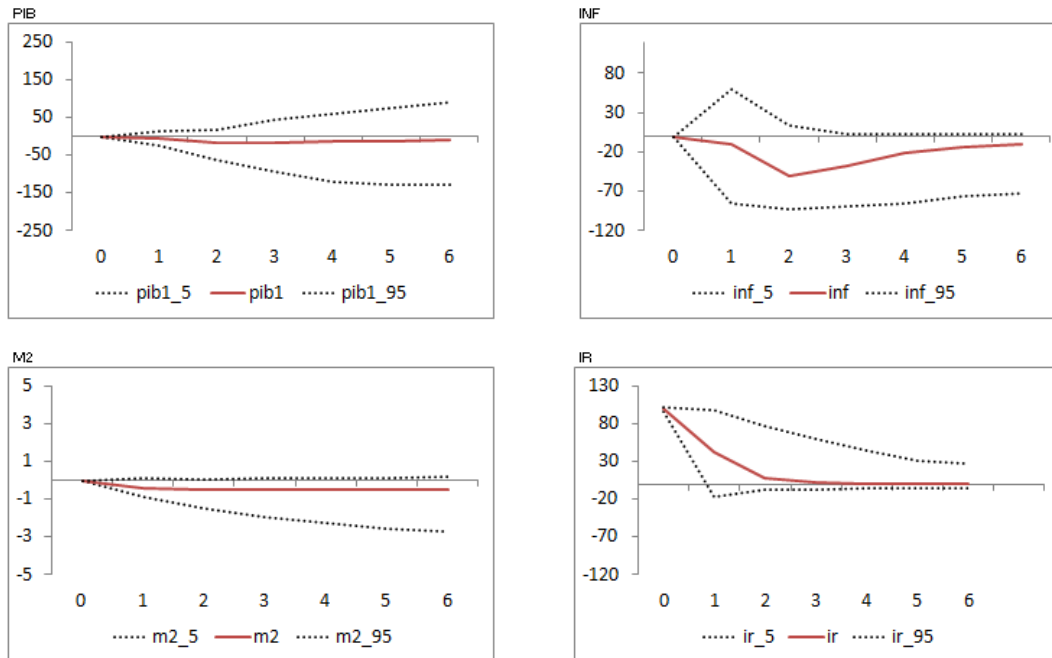 PIB
250
150
50
-50
-150
-250
0 1 2 3 4 5 6
pib1_5 pib1 pib1_95
INF
80
30
-20
-70
-120
0 1 2 3 4 5 6
inf_5 inf inf_95
M2
5
3
1
-1
-3
-5
0 1 2 3 4 5 6
m2_5 m2 m2_95
IR
130
80
30
-20
-70
-120
0 1 2 3 4 5 6
ir_5 ir ir_95